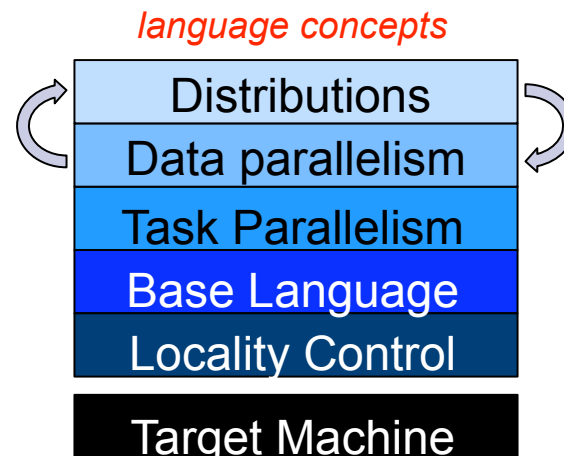 language concepts
Distributions
Data parallelism
Task Parallelism
Base Language
Locality Control
Target Machine